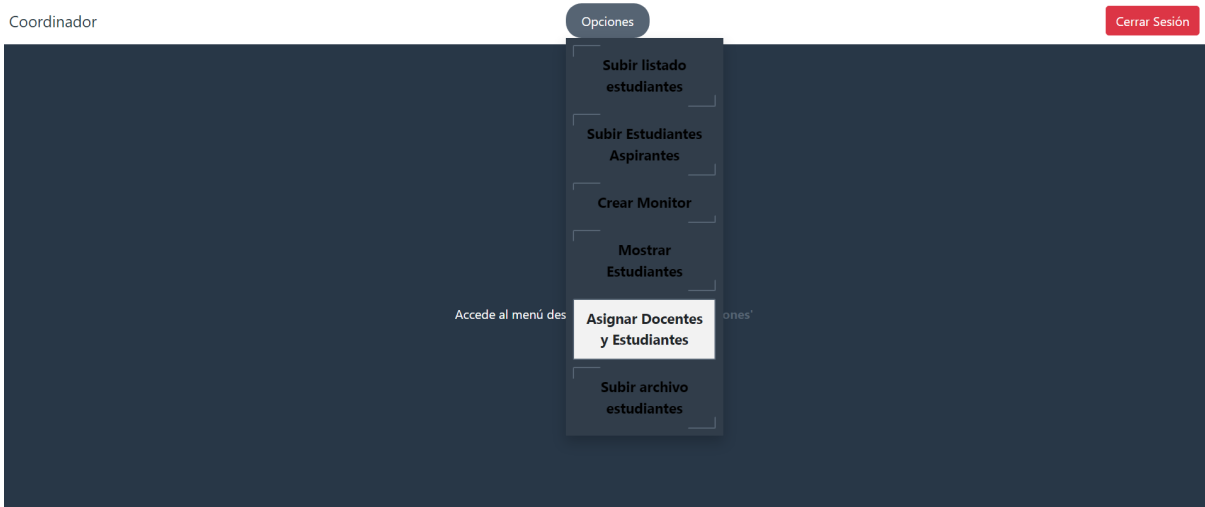 Coordinador
Opciones
Cerrar Sesión
Subir listado
estudiantes
Subir Estudiantes
Aspirantes
Crear Monitor
Mostrar
Estudiantes
Accede al menú des
ones'
Asignar Docentes
y Estudiantes
Subir archivo
estudiantes